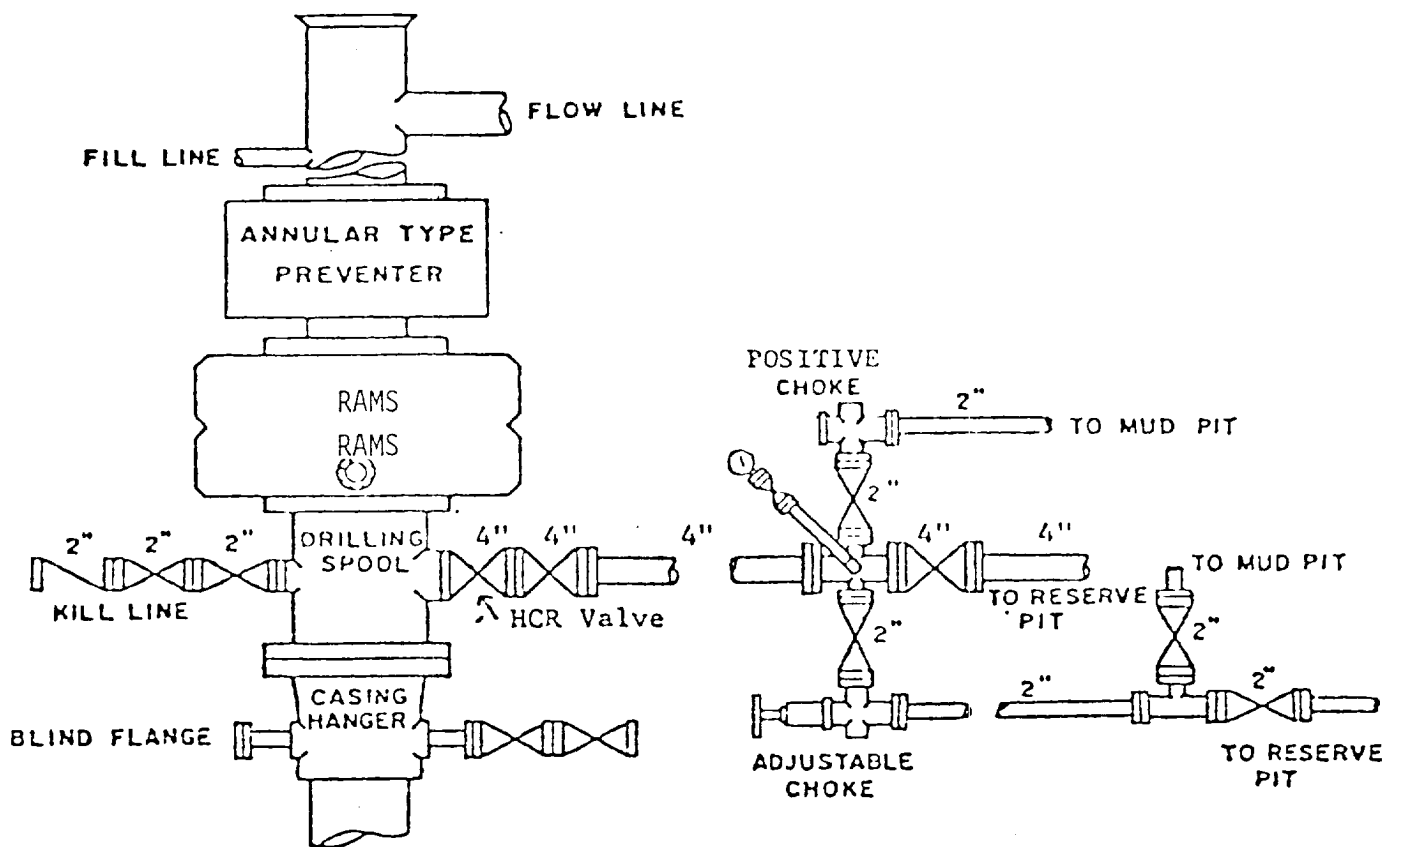 FLOW LINE
FILL LINE
ANNULAR TYPE
PREVENTER
RAMS
RAMS
DRILLING
SPOOL
2" 2" 2"
KILL LINE
4" 4" 4"
HCR Valve
CASING
HANGER
BLIND FLANGE
POSITIVE
CHOKE
2"
TO MUD PIT
2"
4" 4"
TO RESERVE
PIT
2"
ADJUSTABLE
CHOKE
TO MUD PIT
2"
2" 2"
TO RESERVE
PIT